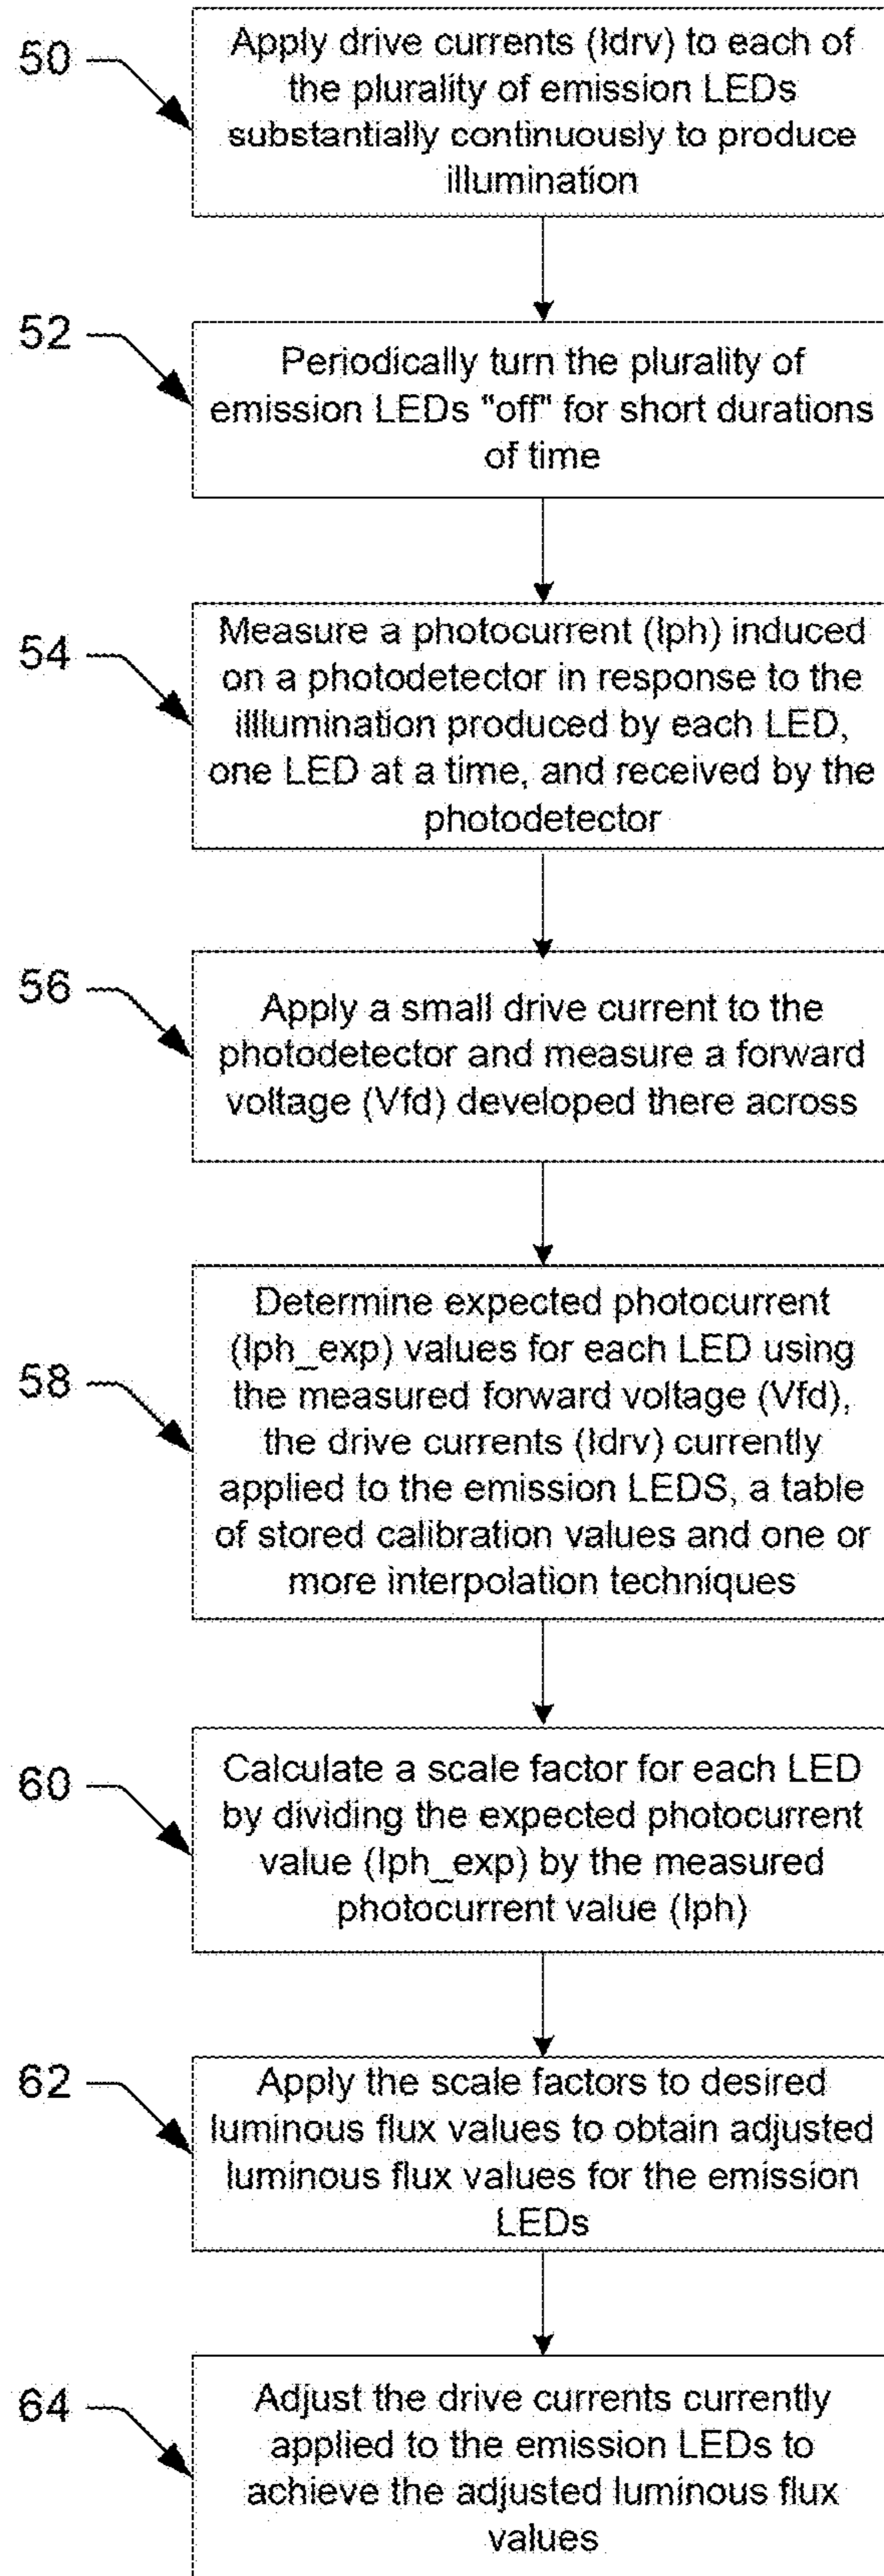 50
Apply drive currents (Idrv) to each of
the plurality of emission LEDs
substantially continuously to produce
illumination
52
Periodically turn the plurality of
emission LEDs "off" for short durations
of time
54
Measure a photocurrent (Iph) induced
on a photodetector in response to the
illlumination produced by each LED,
one LED at a time, and received by the
photodetector
56
Apply a small drive current to the
photodetector and measure a forward
voltage (Vfd) developed there across
58
Determine expected photocurrent
(Iph_exp) values for each LED using
the measured forward voltage (Vfd),
the drive currents (Idrv) currently
applied to the emission LEDS, a table
of stored calibration values and one or
more interpolation techniques
60
Calculate a scale factor for each LED
by dividing the expected photocurrent
value (Iph_exp) by the measured
photocurrent value (Iph)
62
Apply the scale factors to desired
luminous flux values to obtain adjusted
luminous flux values for the emission
LEDs
64
Adjust the drive currents currently
applied to the emission LEDs to
achieve the adjusted luminous flux
values